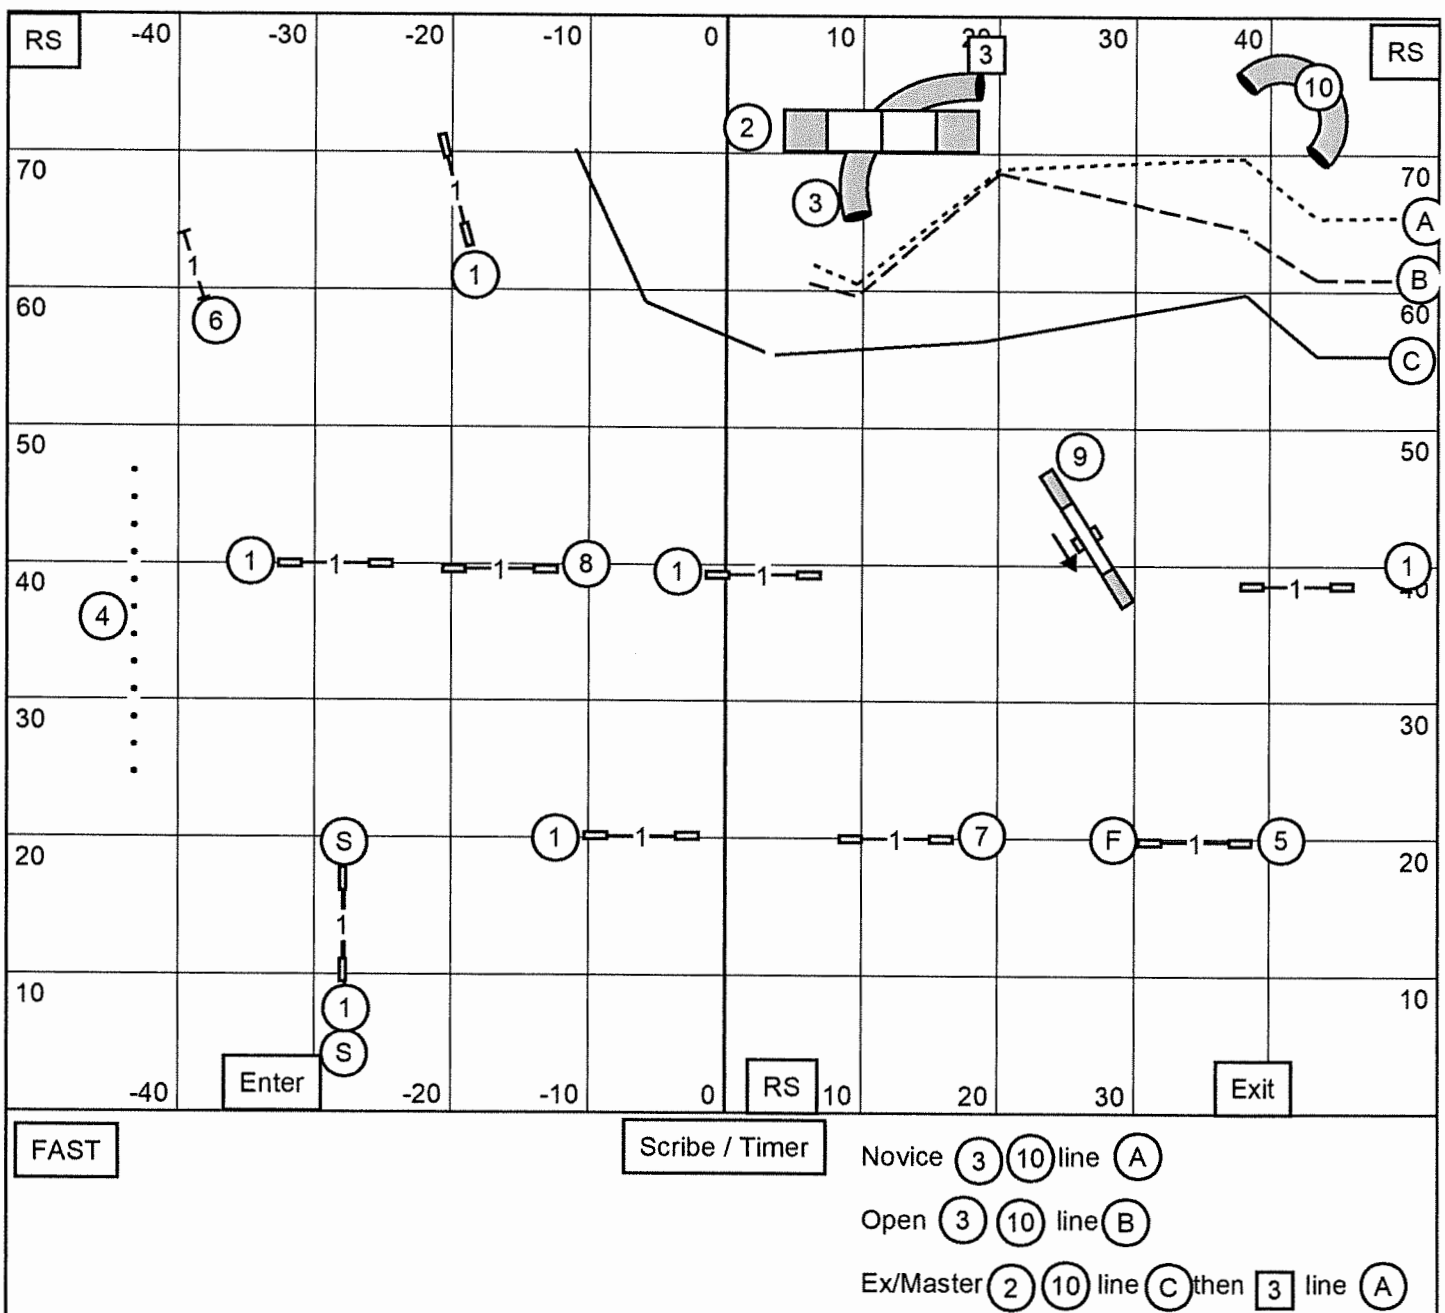 RS -40 -30 -20 -10 0 10 20 30 40 RS
3
10
2
70 70
1
3
A
1
1
6
B
60 60
C
50 50
9
1 1 1 8 1 1 1 1
40 40
4
30 30
S 1 1 1 7 F 1 5
20 20
1
10 10
1
S
Enter RS Exit
-40 -20 -10 0 10 20 30
FAST Scribe / Timer
Novice 3 10 line A
Open 3 10 line B
Ex/Master 2 10 line C then 3 line A